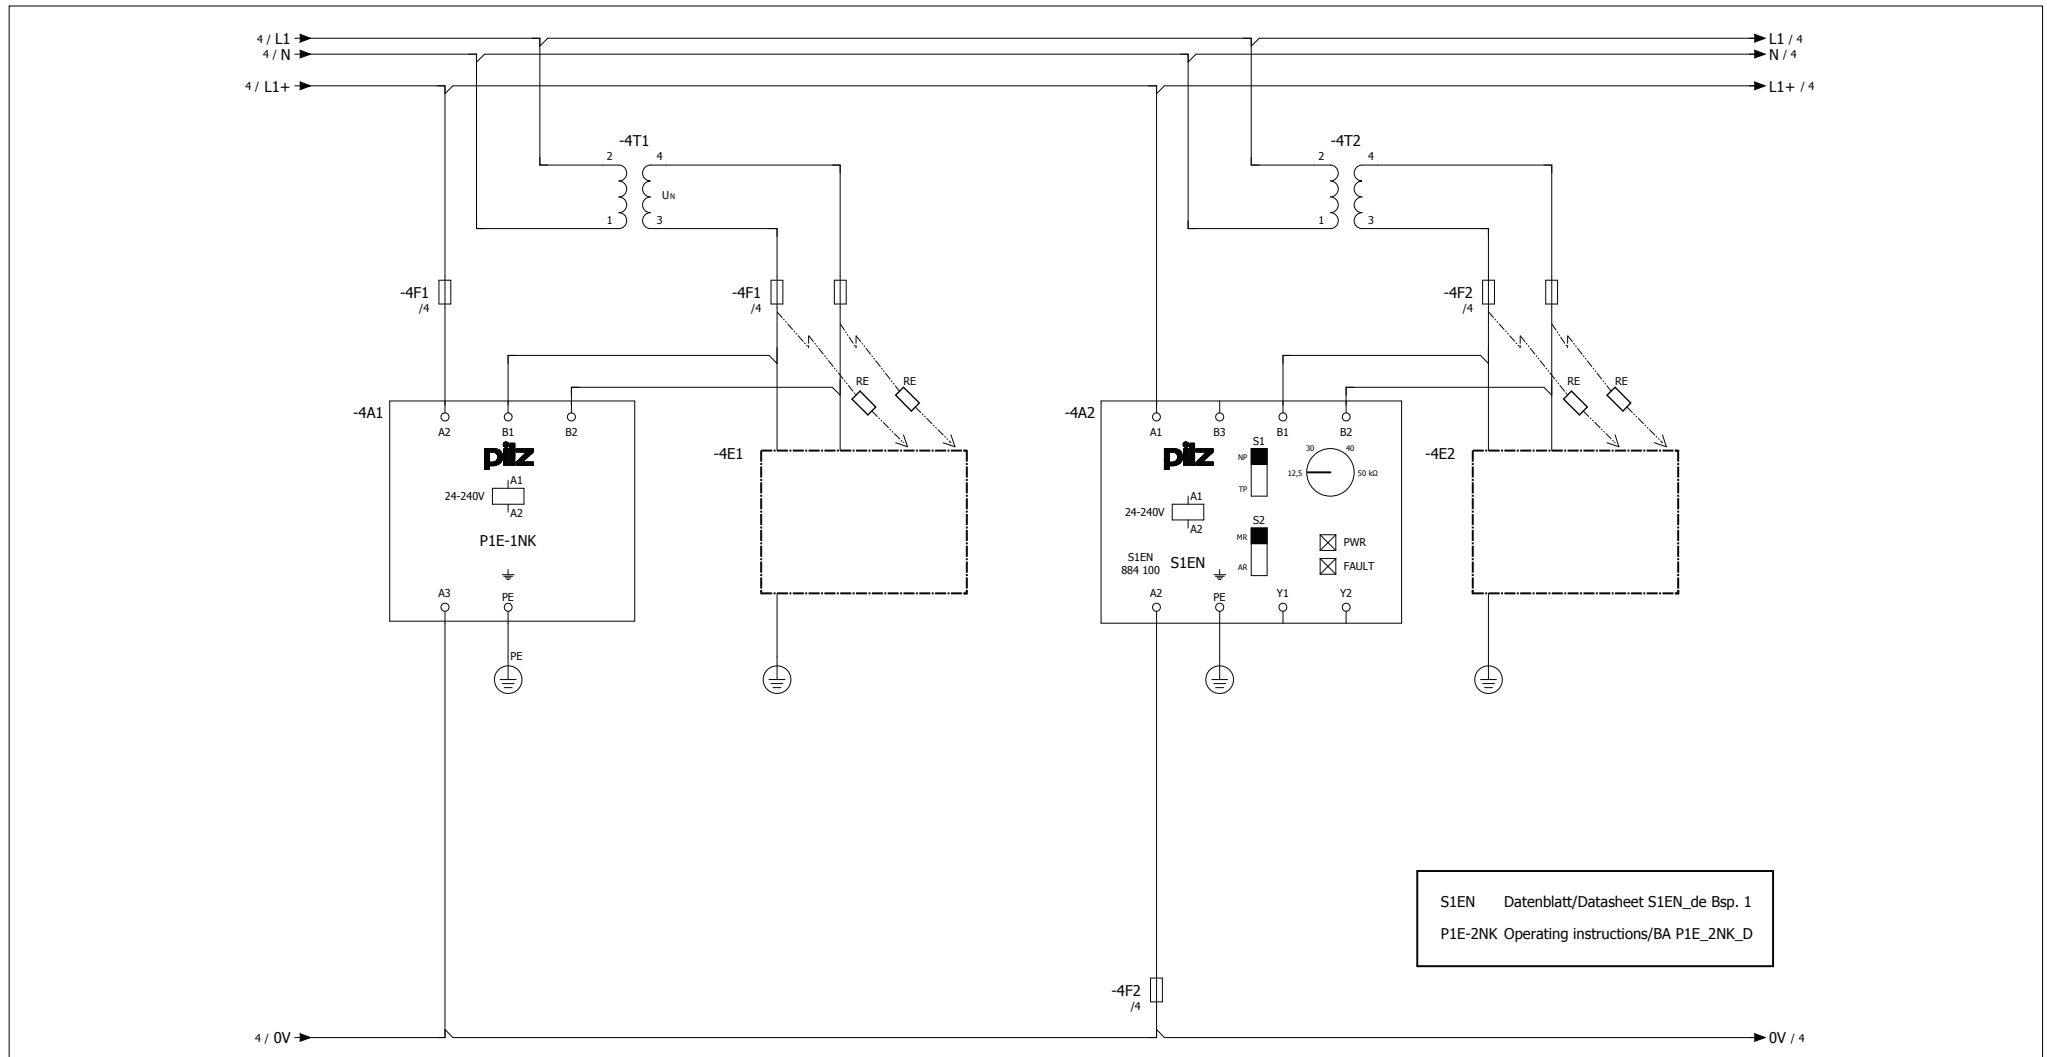 4 / L1
L1 / 4
4 / N
N / 4
4 / L1+
L1+ / 4
-4T1
2
4
UN
1
3
-4T2
2
4
1
3
-4F1
/4
-4F1
/4
-4F2
/4
RE
RE
RE
RE
-4A1
A2
B1
B2
pilz
A1
24-240V
A2
P1E-1NK
A3
PE
PE
-4E1
-4A2
A1
B3
B1
B2
pilz
S1
NP
TP
30
40
12,5
50 kΩ
A1
24-240V
A2
S2
MR
AR
PWR
FAULT
S1EN
884 100
S1EN
A2
PE
Y1
Y2
-4E2
S1EN Datenblatt/Datasheet S1EN_de Bsp. 1
P1E-2NK Operating instructions/BA P1E_2NK_D
-4F2
/4
4 / 0V
0V / 4